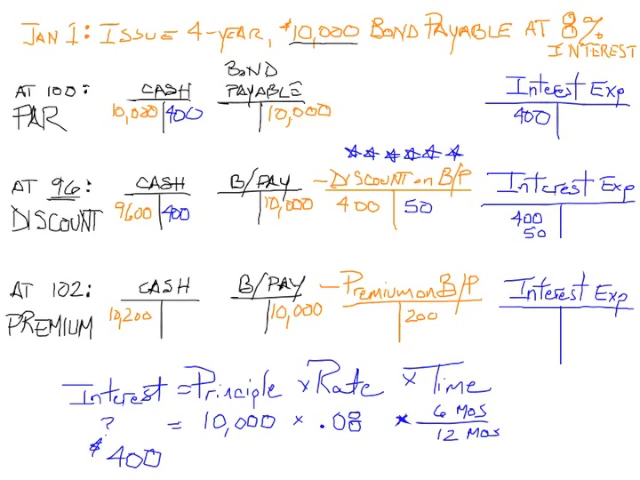 JAN 1: ISSUE 4-YEAR, $10,000 BOND PAYABLE AT 8%
INTEREST
AT 100:
PAR
CASH
10,000 400
BOND
PAYABLE
10,000
Interest Exp
400
AT 96:
DISCOUNT
CASH
9600 400
B/PAY
10,000
- DISCOUNT on B/P
400 50
Interest Exp
400
50
AT 102:
PREMIUM
CASH
10,200
B/PAY
10,000
- Premium on B/P
200
Interest Exp
Interest = Principle x Rate x Time
? = 10,000 x .08 x 6 MOS
12 MOS
$400